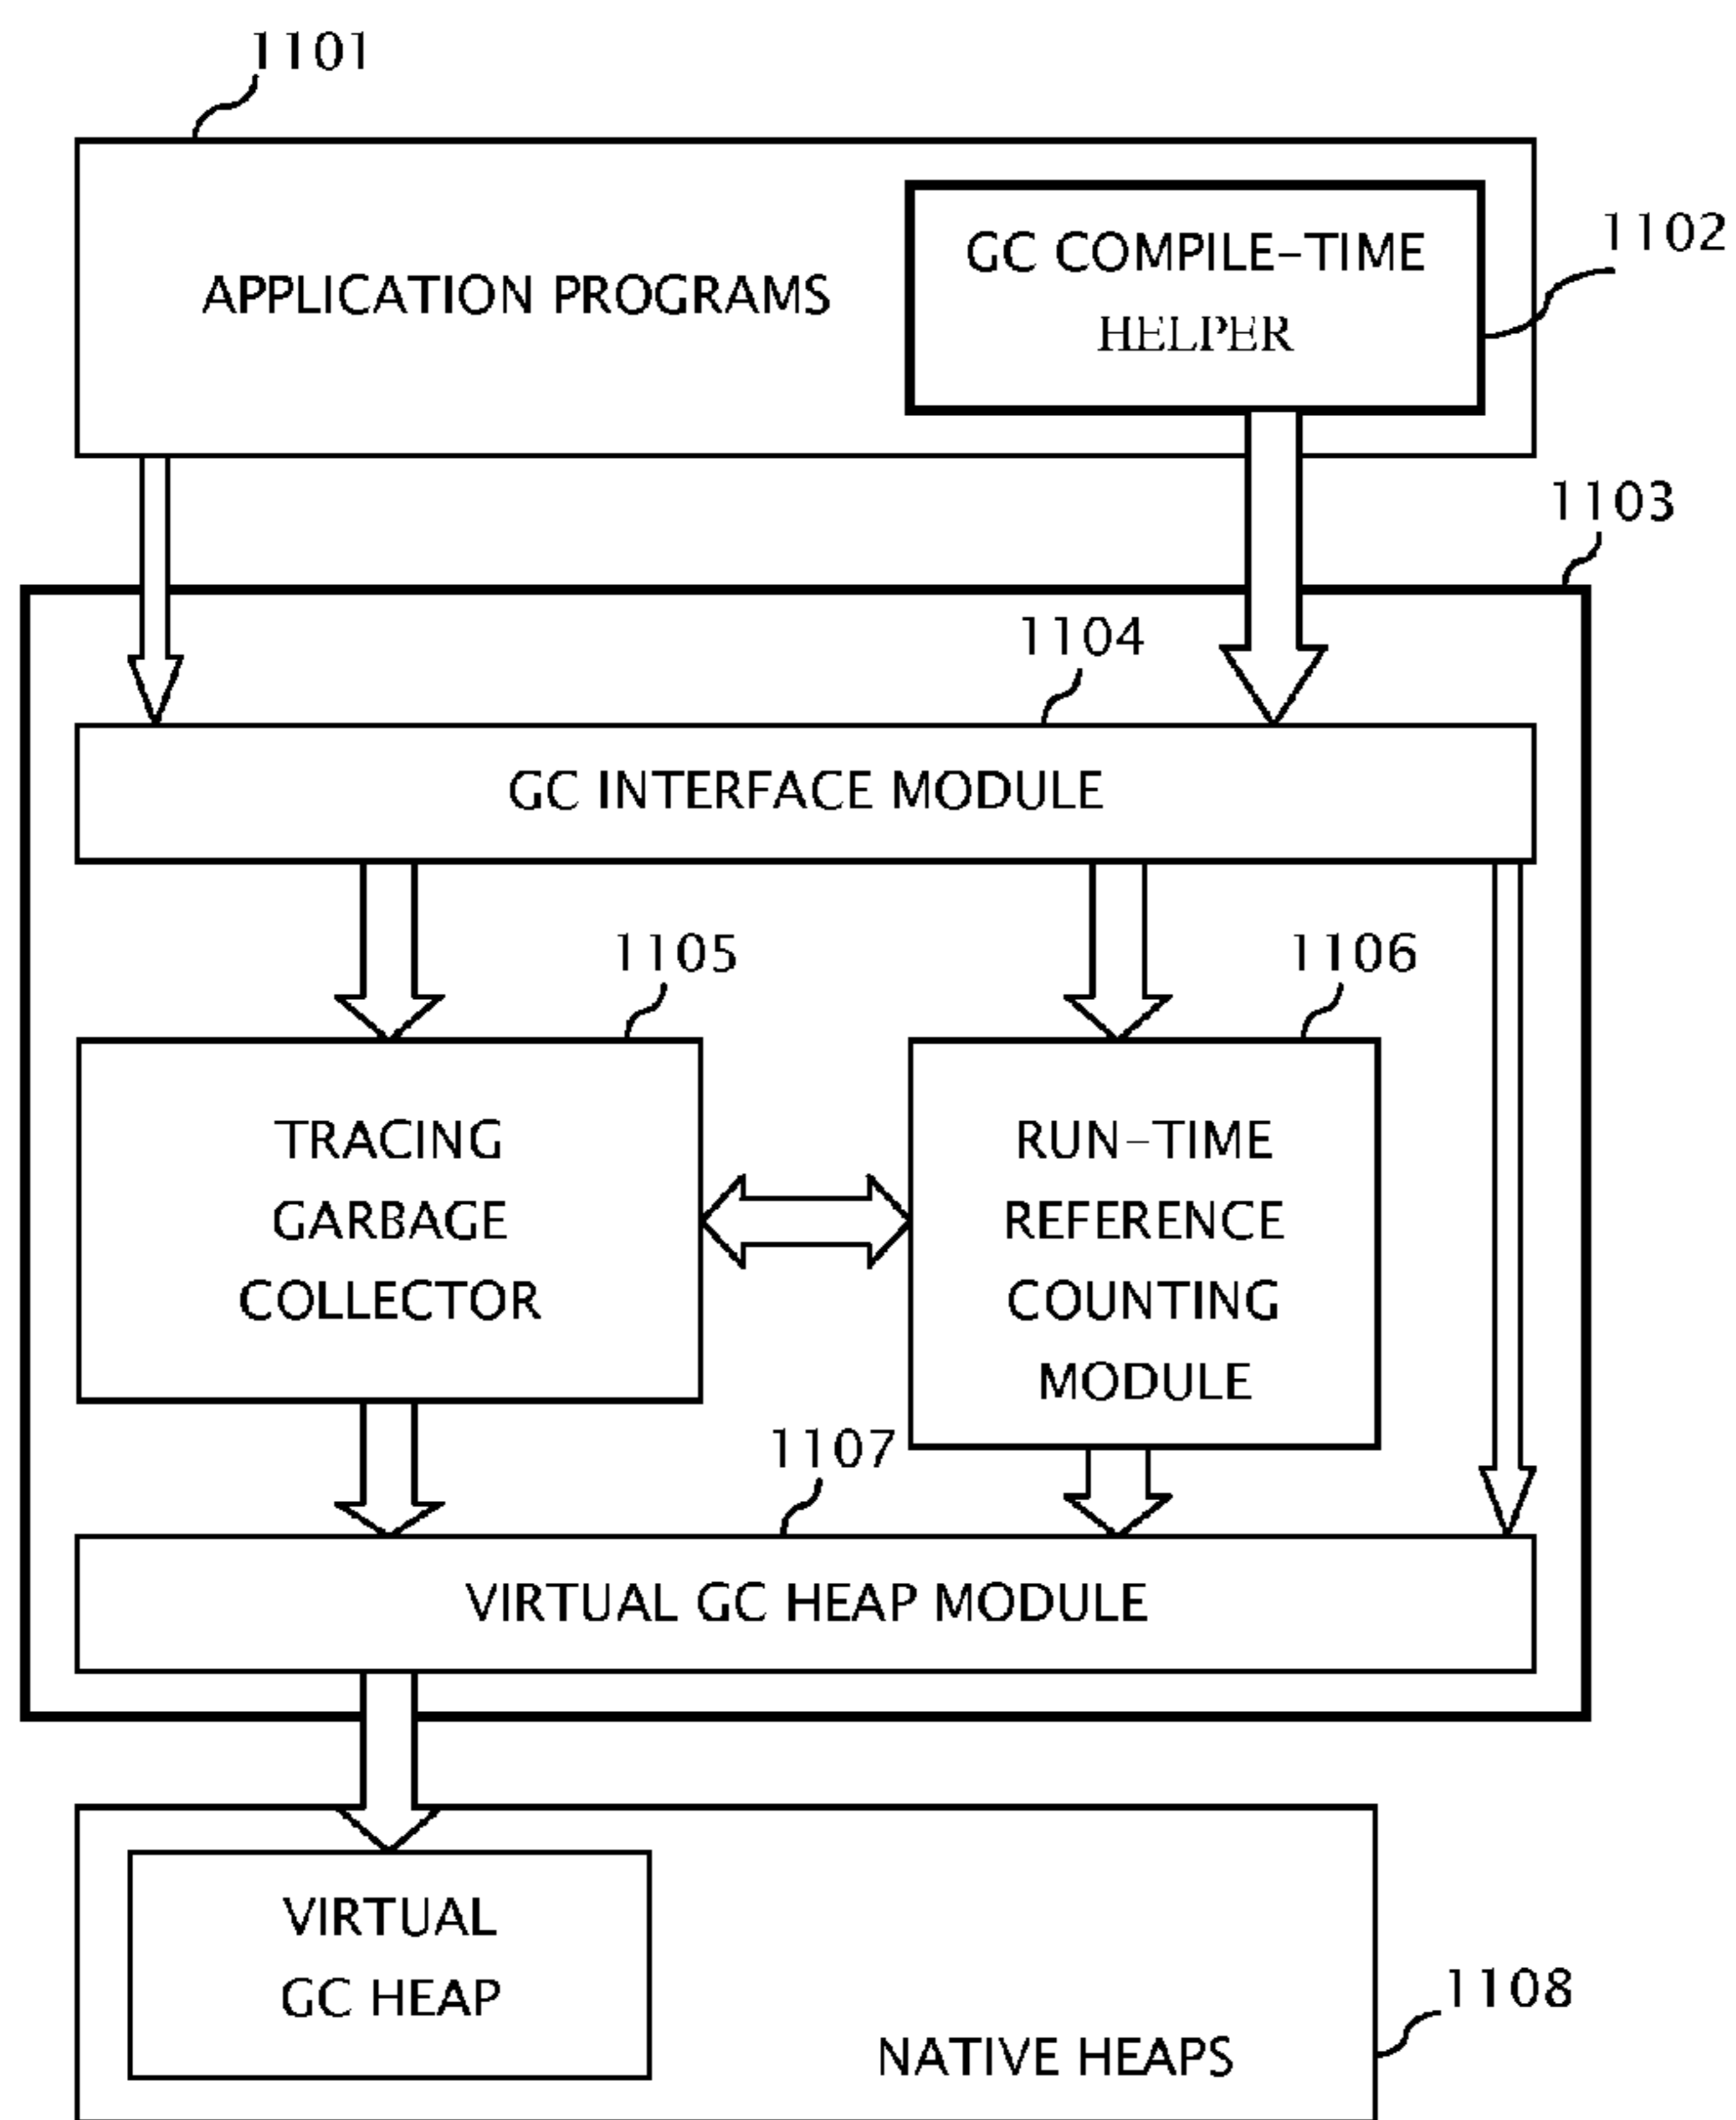 1101
GC COMPILE-TIME
HELPER
1102
APPLICATION PROGRAMS
1103
1104
GC INTERFACE MODULE
1105
1106
TRACING
GARBAGE
COLLECTOR
RUN-TIME
REFERENCE
COUNTING
MODULE
1107
VIRTUAL GC HEAP MODULE
VIRTUAL
GC HEAP
1108
NATIVE HEAPS